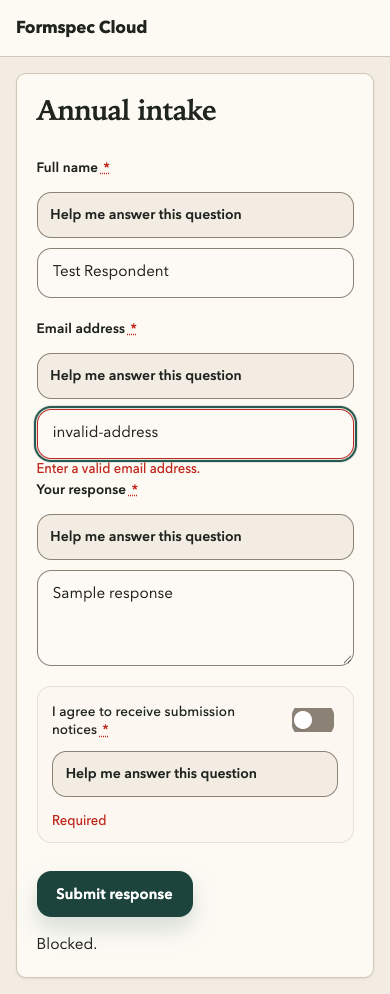 Formspec Cloud
Annual intake
Full name *
Help me answer this question
Test Respondent
Email address *
Help me answer this question
invalid-address
Enter a valid email address.
Your response *
Help me answer this question
Sample response
I agree to receive submission
notices *
Help me answer this question
Required
Submit response
Blocked.